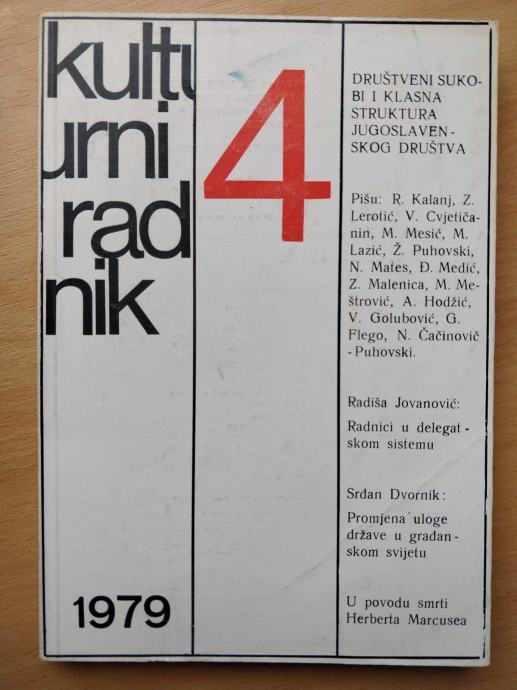 kultu
urni
rad
nik
4
1979
DRUŠTVENI SUKO-
BI I KLASNA
STRUKTURA
JUGOSLAVEN-
SKOG DRUŠTVA
Pišu: R. Kalanj, Z.
Lerotić, V. Cvjetiča-
nin, M. Mesić, M.
Lazić, Ž. Puhovski,
N. Mates, Đ. Medić,
Z. Malenica, M. Me-
štrović, A. Hodžić,
V. Golubović, G.
Flego, N. Čačinovič
-Puhovski.
Radiša Jovanović:
Radnici u delegat-
skom sistemu
Srđan Dvornik:
Promjena uloge
države u građan-
skom svijetu
U povodu smrti
Herberta Marcusea